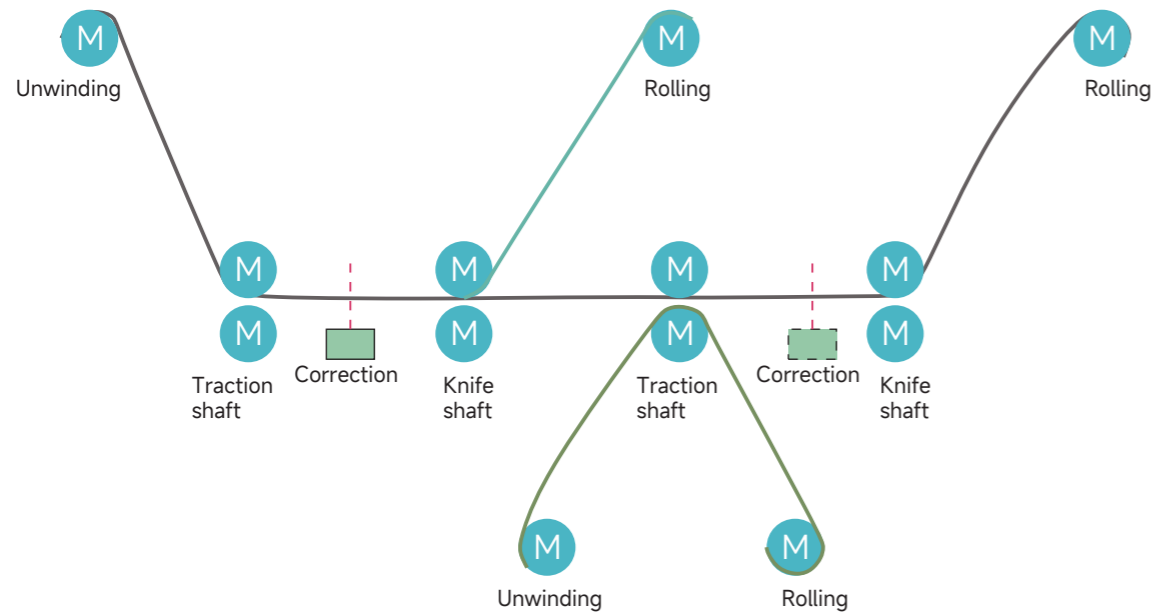 M
M
M
Unwinding
Rolling
Rolling
M
M
M
M
M
M
M
M
Correction
Correction
Traction
shaft
Knife
shaft
Traction
shaft
Knife
shaft
M
M
Unwinding
Rolling